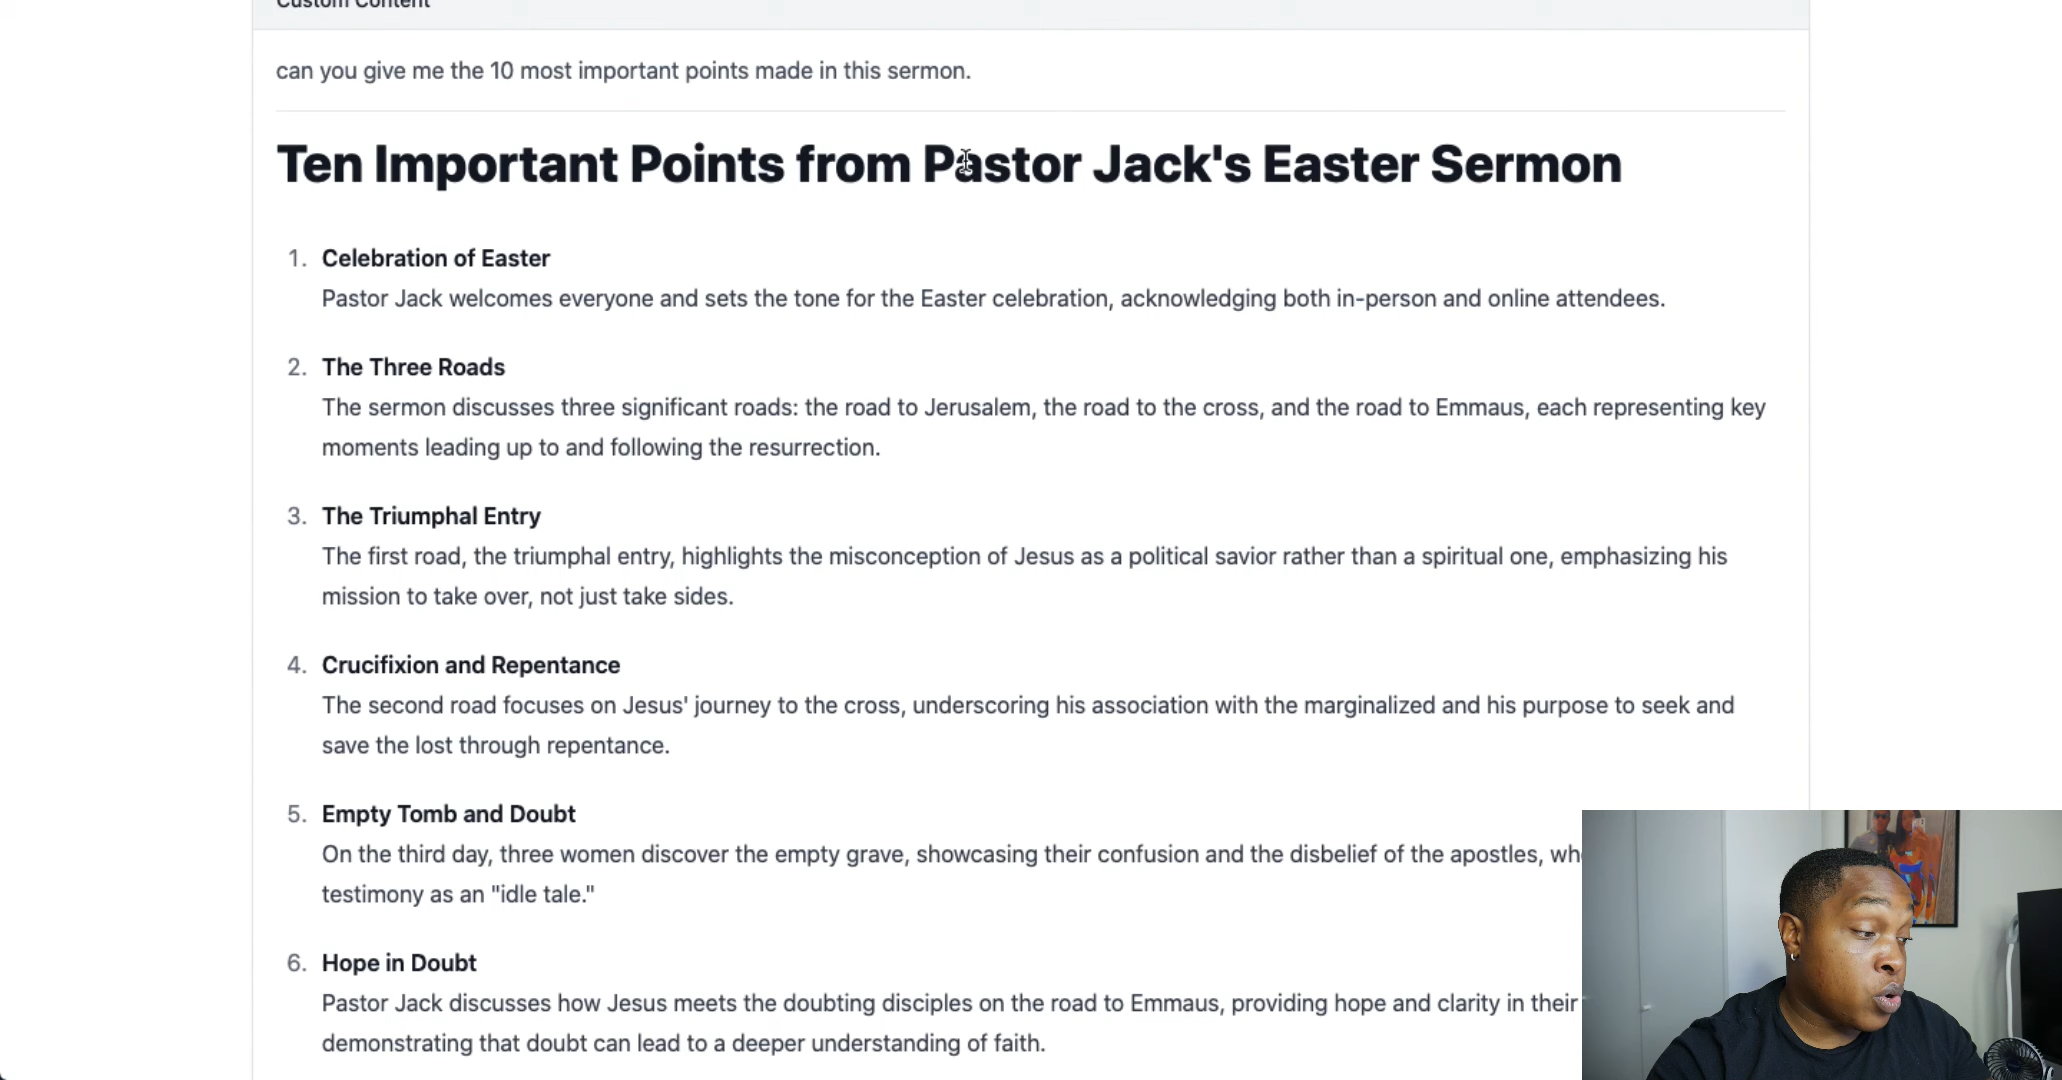 Custom Content
can you give me the 10 most important points made in this sermon.
Ten Important Points from Pastor Jack's Easter Sermon
1. Celebration of Easter
Pastor Jack welcomes everyone and sets the tone for the Easter celebration, acknowledging both in-person and online attendees.
2. The Three Roads
The sermon discusses three significant roads: the road to Jerusalem, the road to the cross, and the road to Emmaus, each representing key
moments leading up to and following the resurrection.
3. The Triumphal Entry
The first road, the triumphal entry, highlights the misconception of Jesus as a political savior rather than a spiritual one, emphasizing his
mission to take over, not just take sides.
4. Crucifixion and Repentance
The second road focuses on Jesus' journey to the cross, underscoring his association with the marginalized and his purpose to seek and
save the lost through repentance.
5. Empty Tomb and Doubt
On the third day, three women discover the empty grave, showcasing their confusion and the disbelief of the apostles,
testimony as an "idle tale."
6. Hope in Doubt
Pastor Jack discusses how Jesus meets the doubting disciples on the road to Emmaus, providing hope and clarity in their
demonstrating that doubt can lead to a deeper understanding of faith.